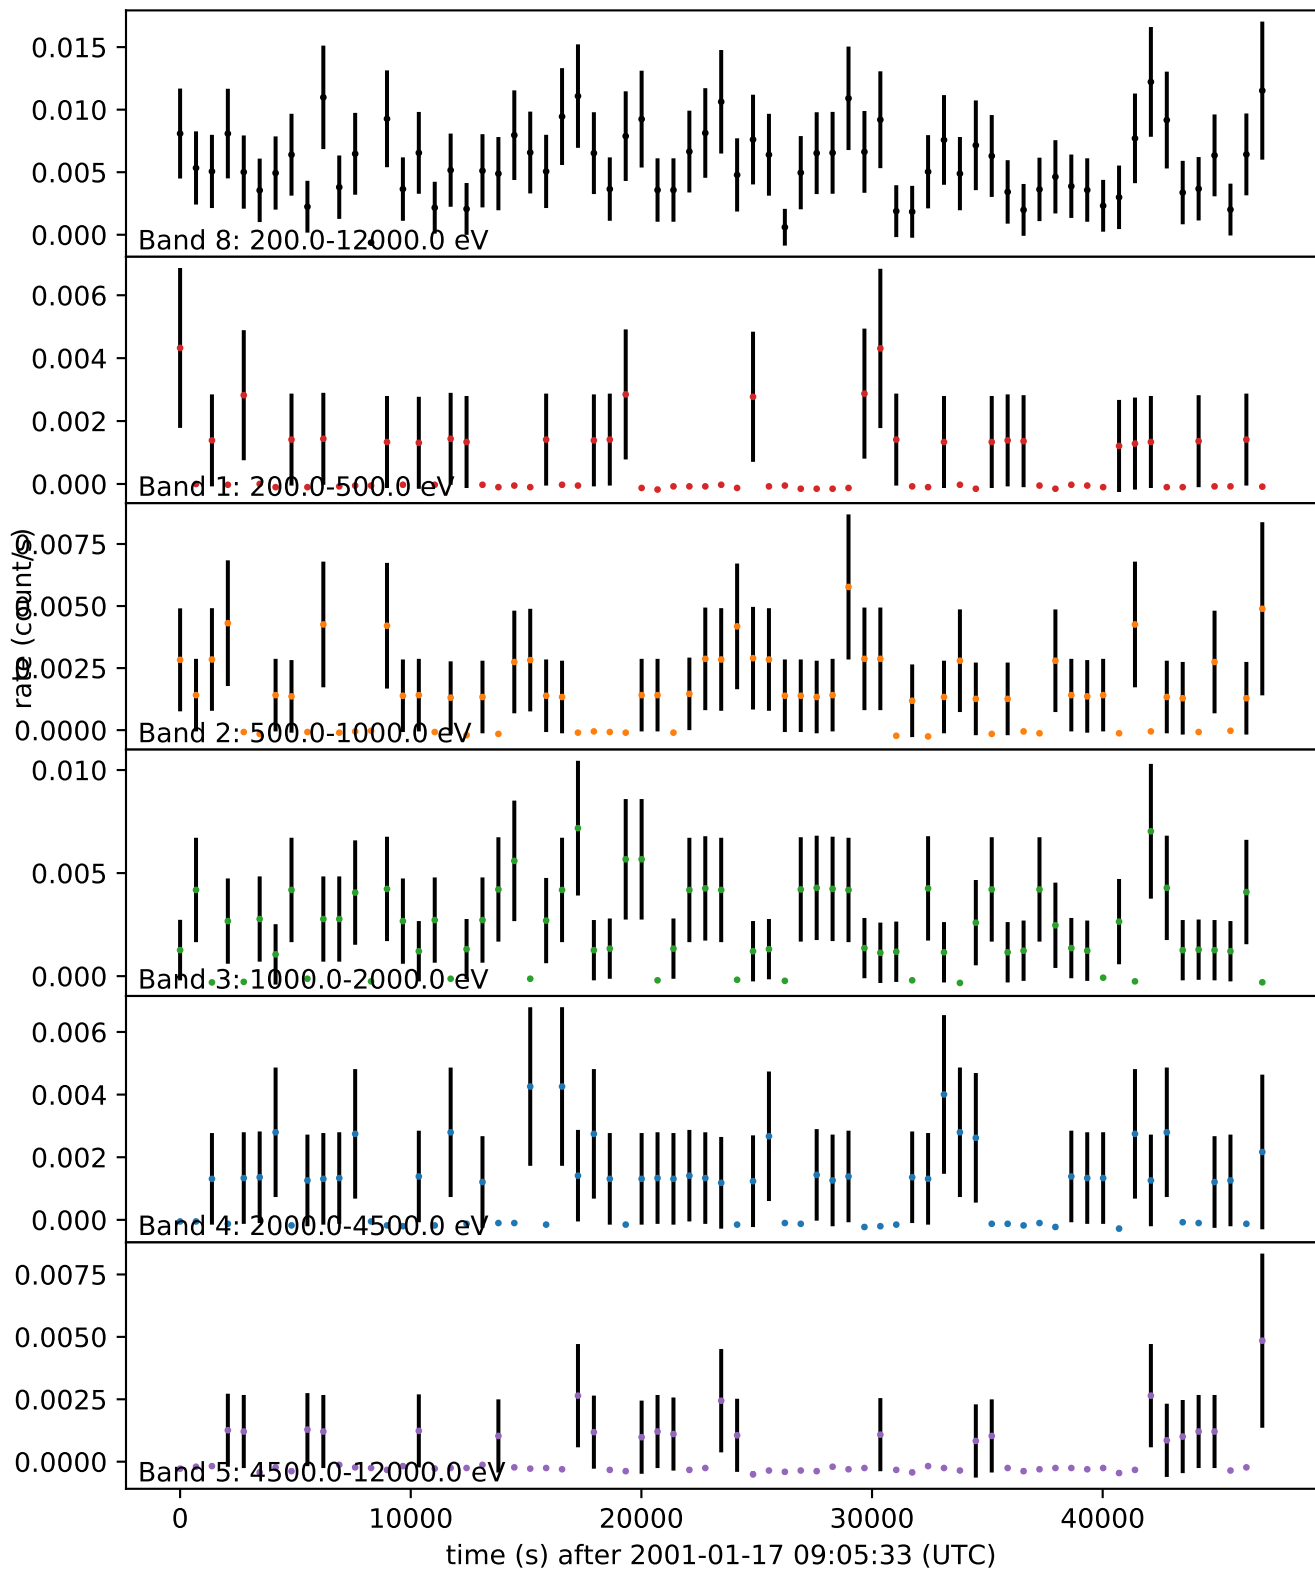 0.015
0.010
0.005
0.000
Band 8: 200.0-12000.0 eV
0.006
0.004
0.002
0.000
Band 1: 200.0-500.0 eV
rate (count/s)
0.0075
0.0050
0.0025
0.0000
Band 2: 500.0-1000.0 eV
0.010
0.005
0.000
Band 3: 1000.0-2000.0 eV
0.006
0.004
0.002
0.000
Band 4: 2000.0-4500.0 eV
0.0075
0.0050
0.0025
0.0000
Band 5: 4500.0-12000.0 eV
0 10000 20000 30000 40000
time (s) after 2001-01-17 09:05:33 (UTC)